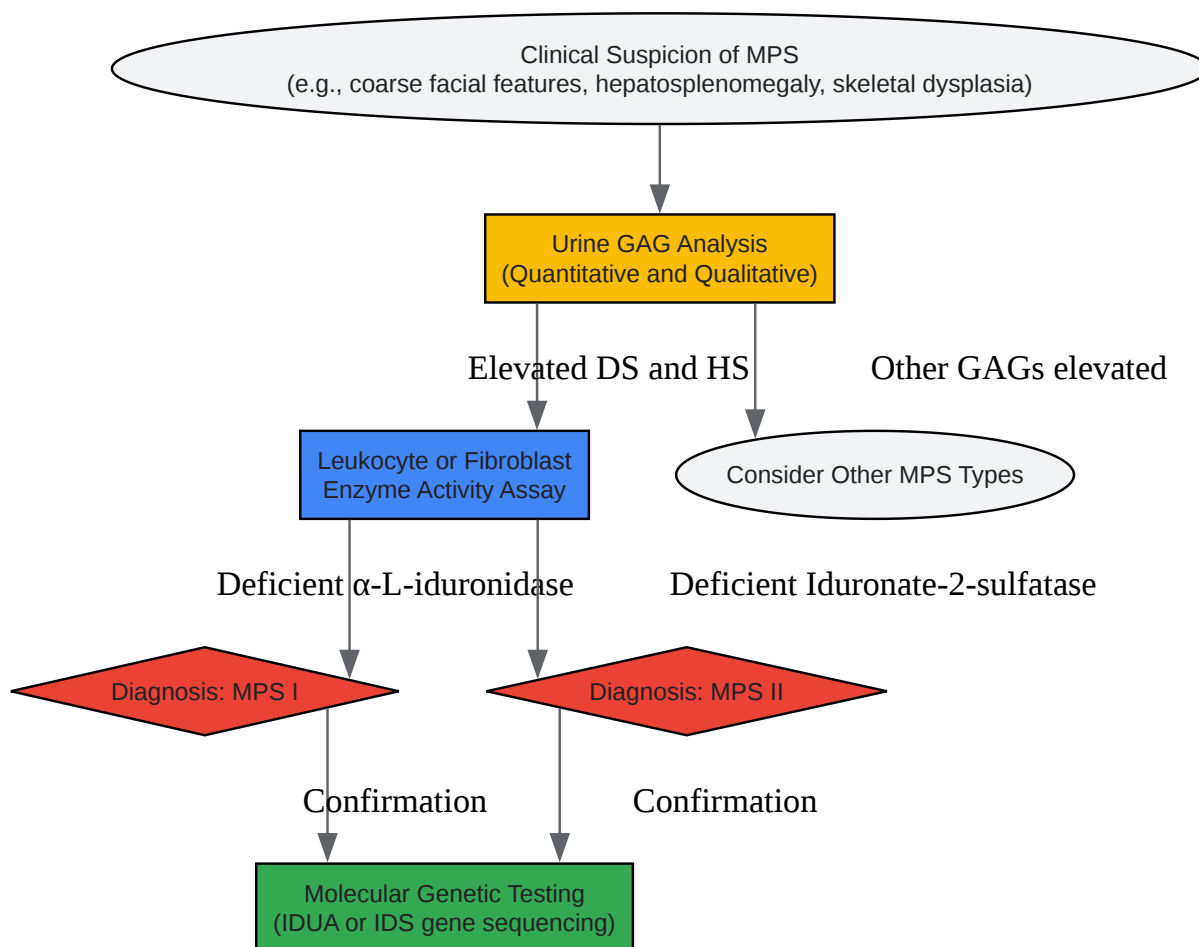 Clinical Suspicion of MPS
(e.g., coarse facial features, hepatosplenomegaly, skeletal dysplasia)
Urine GAG Analysis
(Quantitative and Qualitative)
Elevated DS and HS
Other GAGs elevated
Leukocyte or Fibroblast
Enzyme Activity Assay
Consider Other MPS Types
Deficient α-L-iduronidase
Deficient Iduronate-2-sulfatase
Diagnosis: MPS I
Diagnosis: MPS II
Confirmation
Confirmation
Molecular Genetic Testing
(IDUA or IDS gene sequencing)